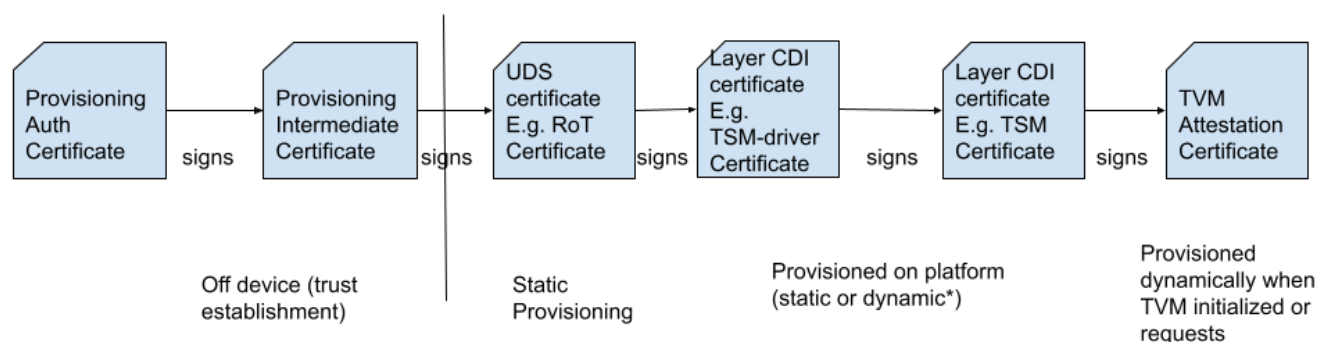 Provisioning
Auth
Certificate
signs
Provisioning
Intermediate
Certificate
signs
UDS
certificate
E.g. RoT
Certificate
signs
Layer CDI
certificate
E.g.
TSM-driver
Certificate
signs
Layer CDI
certificate
E.g. TSM
Certificate
signs
TVM
Attestation
Certificate
Off device (trust
establishment)
Static
Provisioning
Provisioned on platform
(static or dynamic*)
Provisioned
dynamically when
TVM initialized or
requests